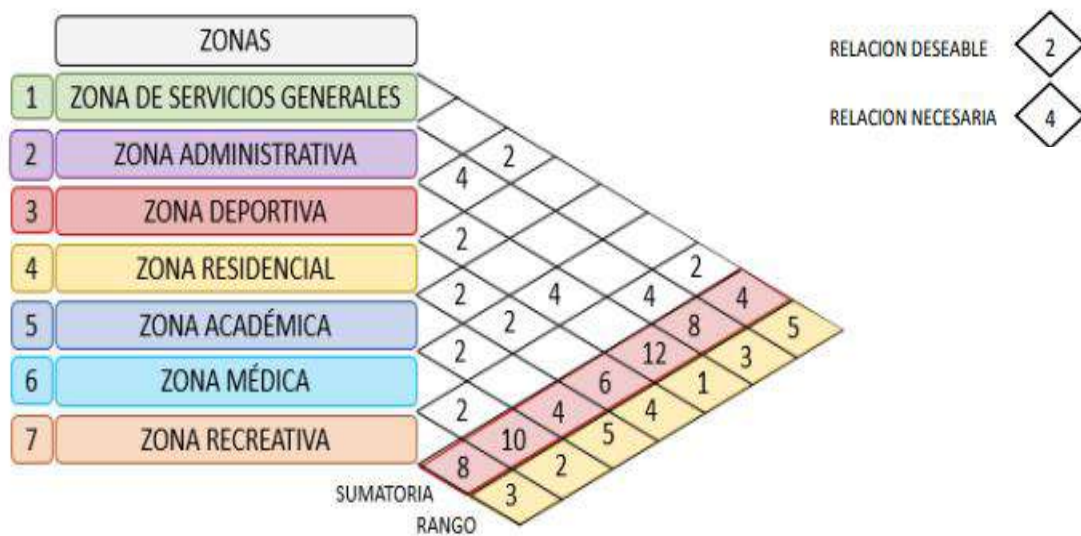 ZONAS
1 ZONA DE SERVICIOS GENERALES
2 ZONA ADMINISTRATIVA
3 ZONA DEPORTIVA
4 ZONA RESIDENCIAL
5 ZONA ACADÉMICA
6 ZONA MÉDICA
7 ZONA RECREATIVA
RELACION DESEABLE 2
RELACION NECESARIA 4
2
4
2
2
2 4 4 4 5
2 8
2 12 3
6 1
2 4 4
10 5
8 2
SUMATORIA
3
RANGO